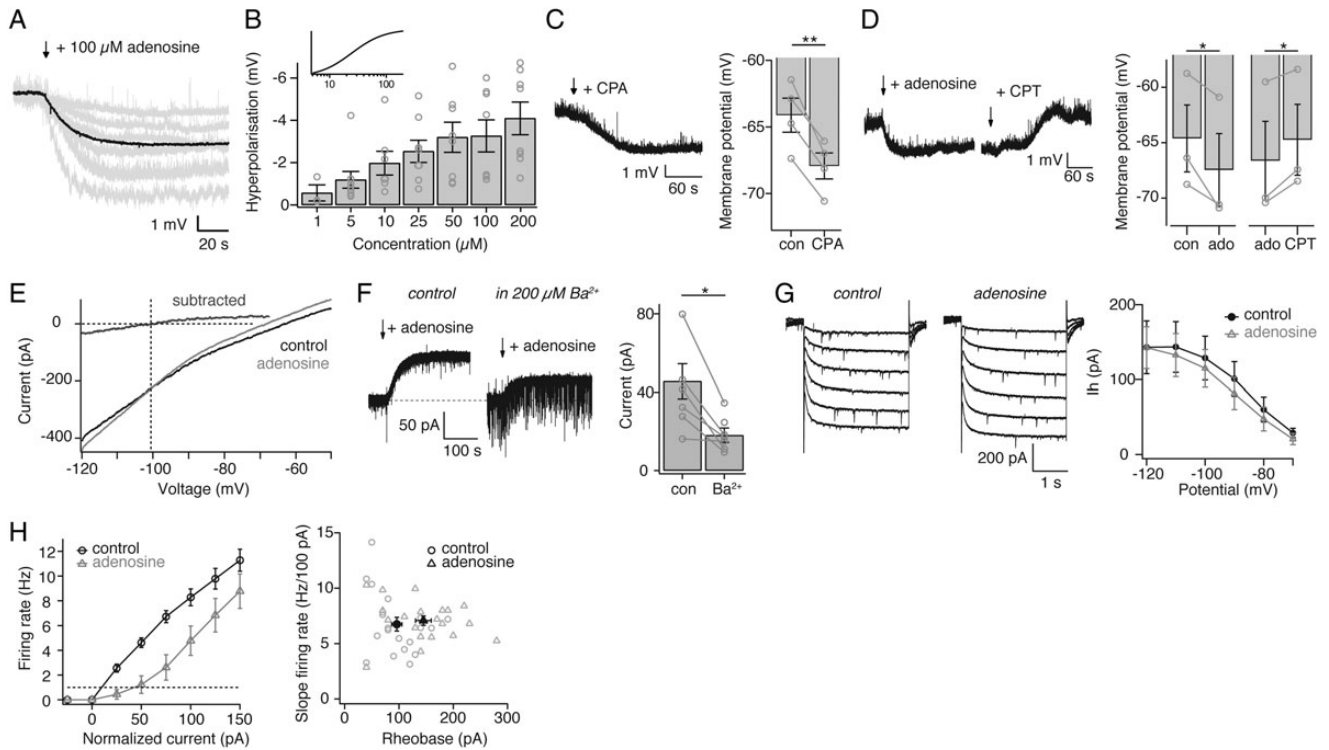 A
+ 100 µM adenosine
1 mV
20 s
B
Hyperpolarisation (mV)
-6
-4
-2
0
10
100
1
5
10
25
50
100
200
Concentration (µM)
C
+ CPA
1 mV
60 s
Membrane potential (mV)
-60
-65
-70
**
con
CPA
D
+ adenosine
+ CPT
1 mV
60 s
Membrane potential (mV)
-60
-65
-70
*
*
con
ado
ado
CPT
E
Current (pA)
0
-200
-400
subtracted
control
adenosine
-120
-100
-80
-60
Voltage (mV)
F
control
in 200 µM Ba²⁺
+ adenosine
+ adenosine
50 pA
100 s
Current (pA)
80
40
0
*
con
Ba²⁺
G
control
adenosine
200 pA
1 s
Ih (pA)
200
100
0
control
adenosine
-120
-100
-80
Potential (mV)
H
Firing rate (Hz)
12
10
8
6
4
2
0
control
adenosine
0
50
100
150
Normalized current (pA)
Slope firing rate (Hz/100 pA)
15
10
5
0
control
adenosine
0
100
200
300
Rheobase (pA)